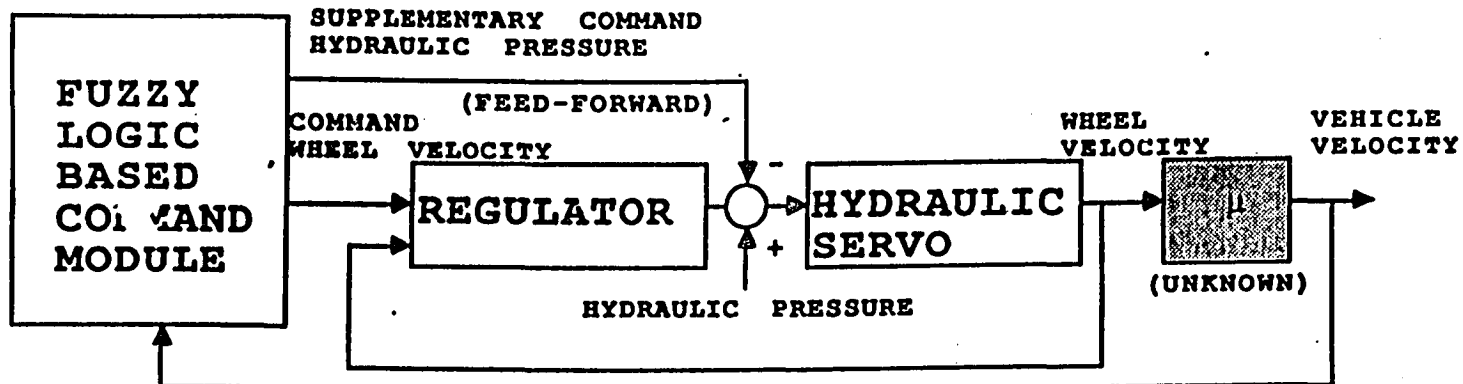 SUPPLEMENTARY COMMAND
HYDRAULIC PRESSURE
FUZZY
LOGIC
BASED
MODULE
(FEED-FORWARD)
COMMAND
WHEEL VELOCITY
REGULATOR
-
+
HYDRAULIC PRESSURE
HYDRAULIC
SERVO
WHEEL
VELOCITY
μ
(UNKNOWN)
VEHICLE
VELOCITY